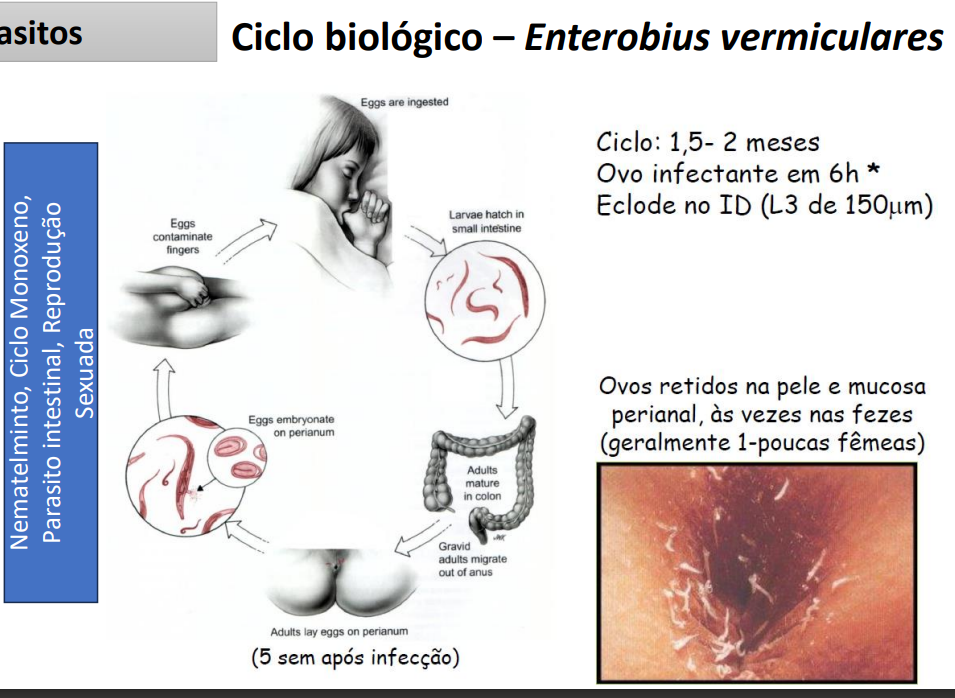 asitos
Ciclo biológico – Enterobius vermiculares
Nematelminto, Ciclo Monoxeno,
Parasito intestinal, Reprodução
Sexuada
Eggs are ingested
Eggs
contaminate
fingers
Larvae hatch in
small intestine
Eggs embryonate
on perianum
Adults
mature
in colon
Gravid
adults migrate
out of anus
Adults lay eggs on perianum
(5 sem após infecção)
Ciclo: 1,5- 2 meses
Ovo infectante em 6h *
Eclode no ID (L3 de 150μm)
Ovos retidos na pele e mucosa
perianal, às vezes nas fezes
(geralmente 1-poucas fêmeas)